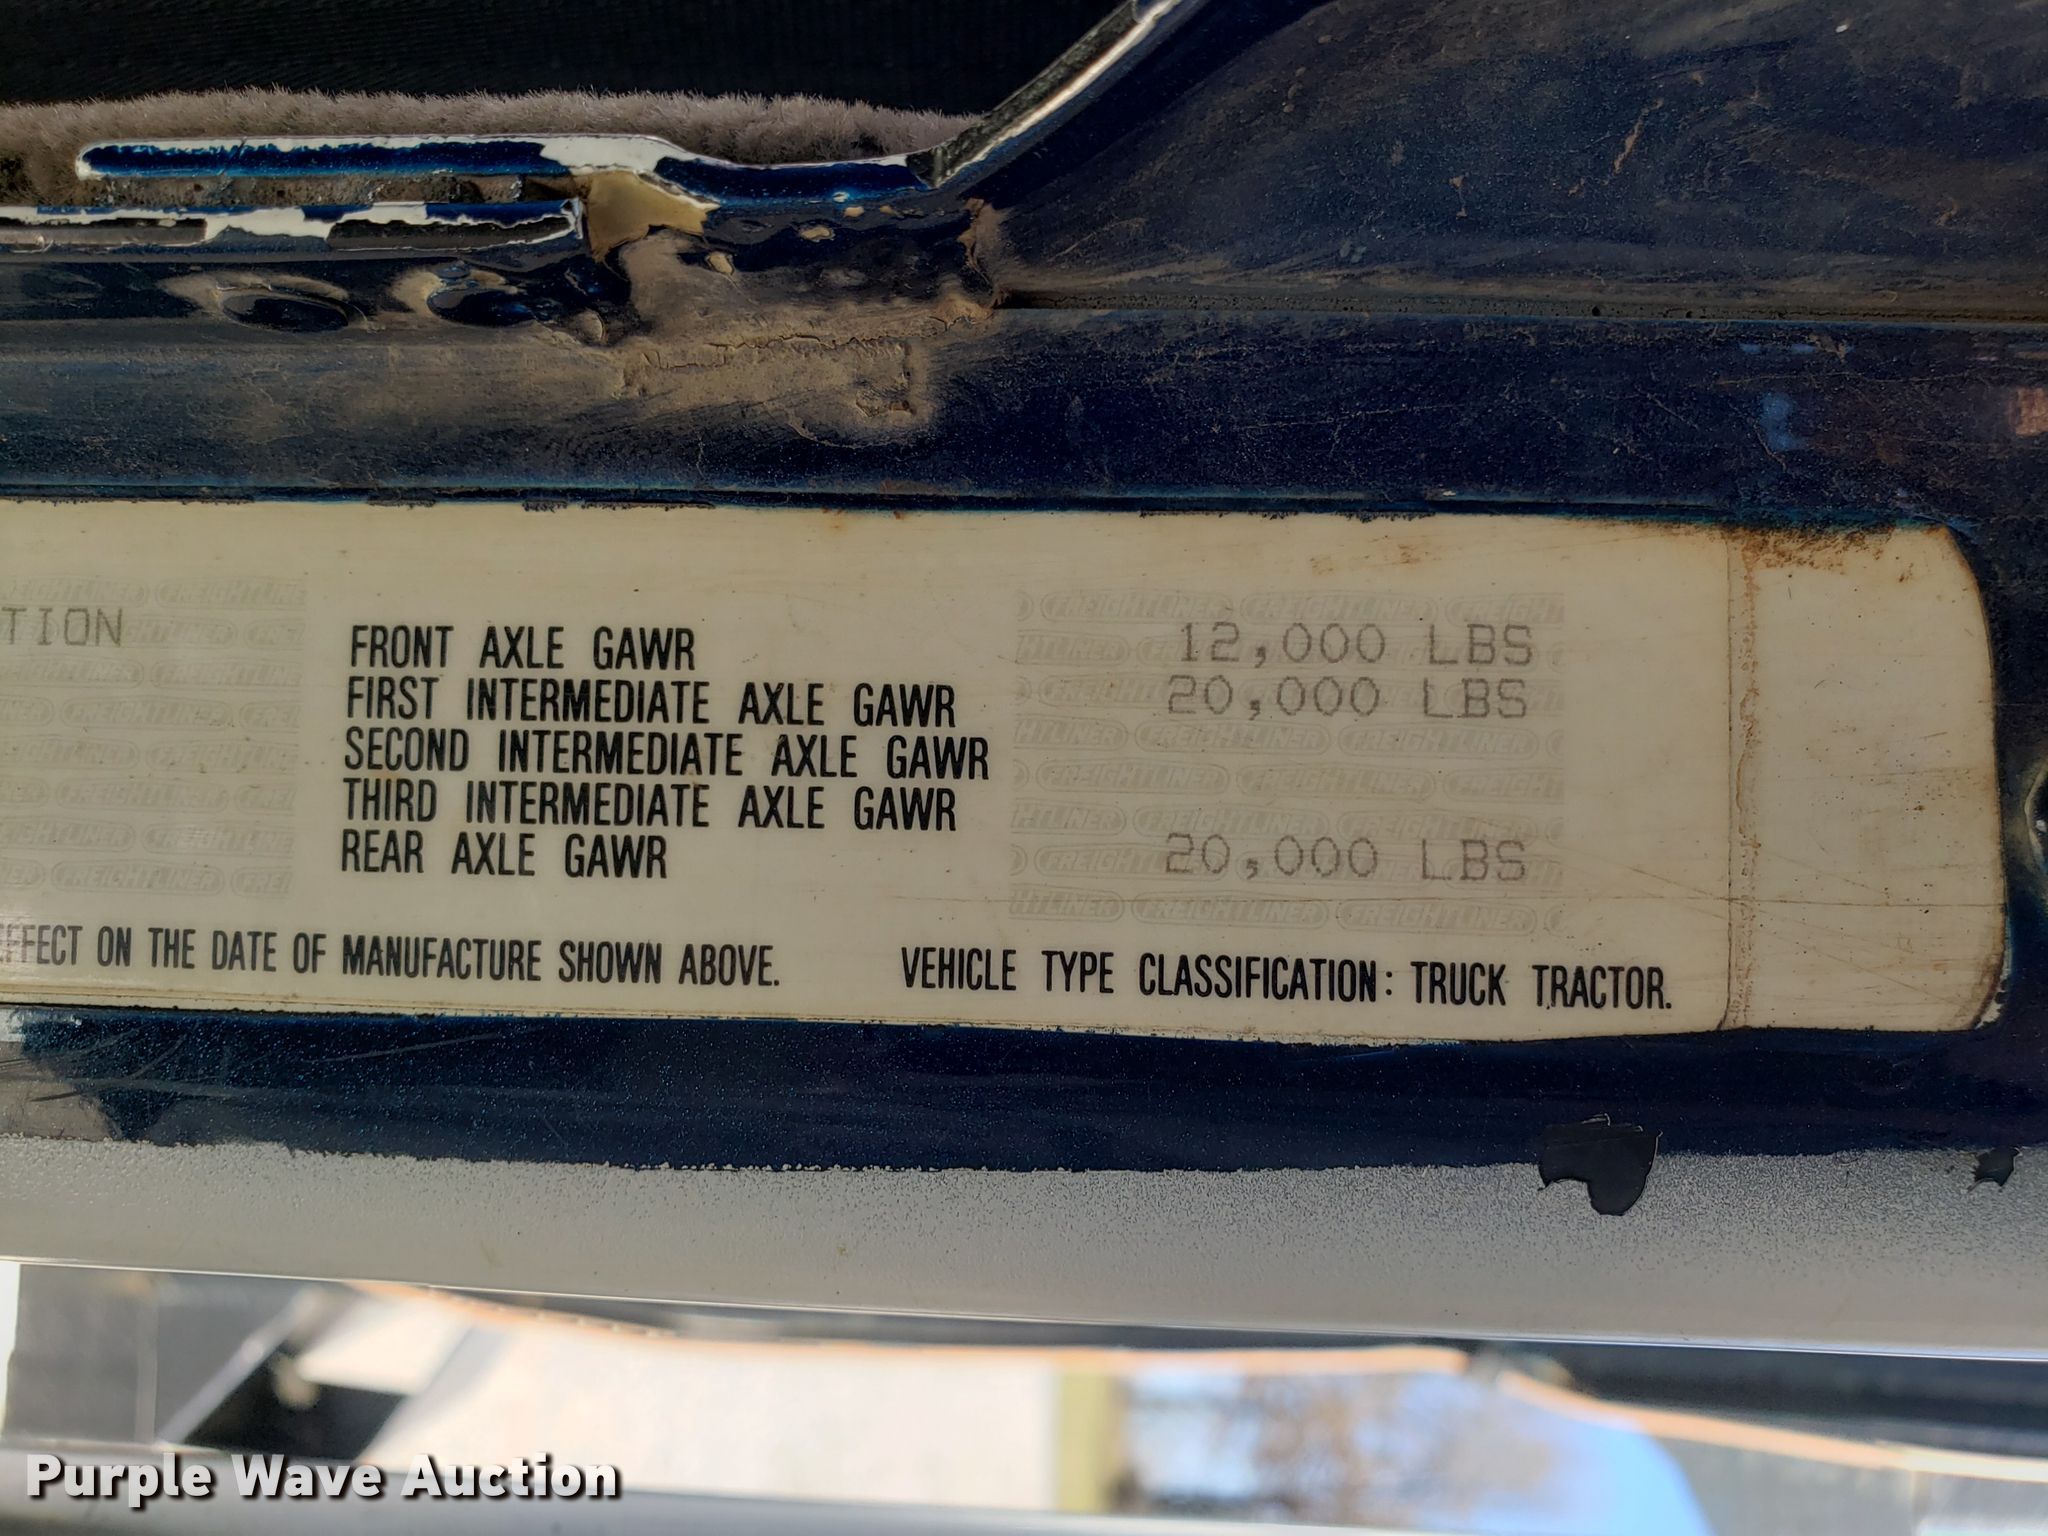 TION
FRONT AXLE GAWR 12,000 LBS
FIRST INTERMEDIATE AXLE GAWR 20,000 LBS
SECOND INTERMEDIATE AXLE GAWR
THIRD INTERMEDIATE AXLE GAWR
REAR AXLE GAWR 20,000 LBS
EFFECT ON THE DATE OF MANUFACTURE SHOWN ABOVE. VEHICLE TYPE CLASSIFICATION: TRUCK TRACTOR.
Purple Wave Auction